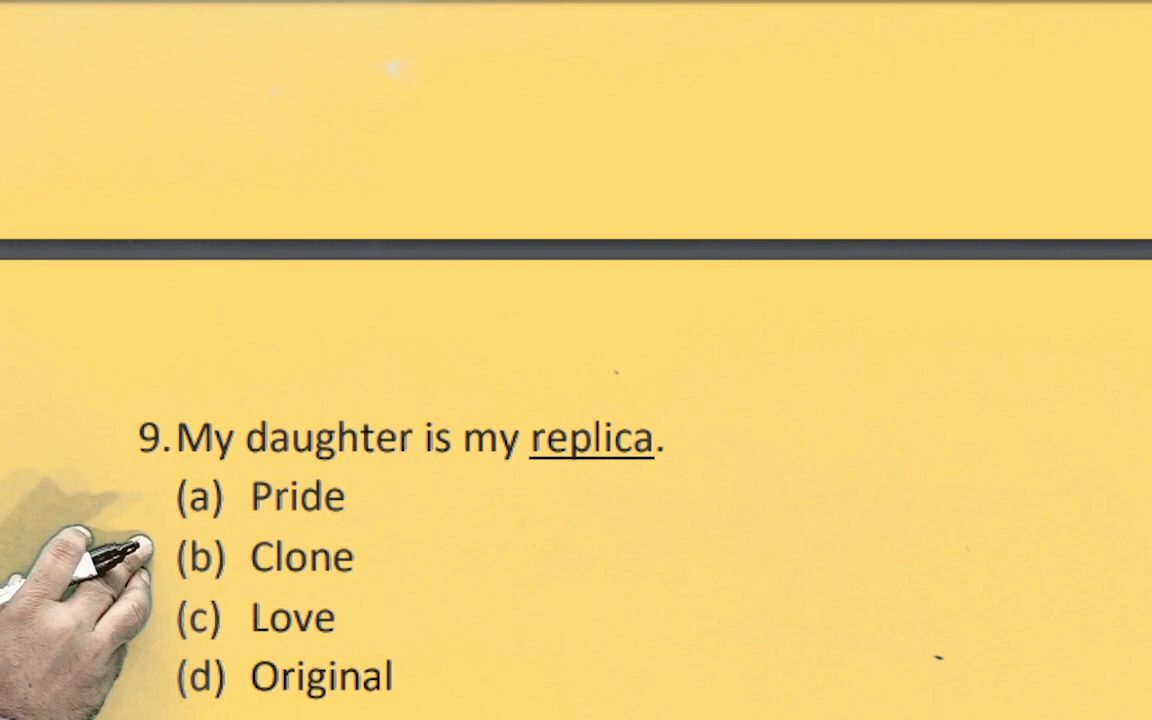 9. My daughter is my replica.
(a) Pride
(b) Clone
(c) Love
(d) Original